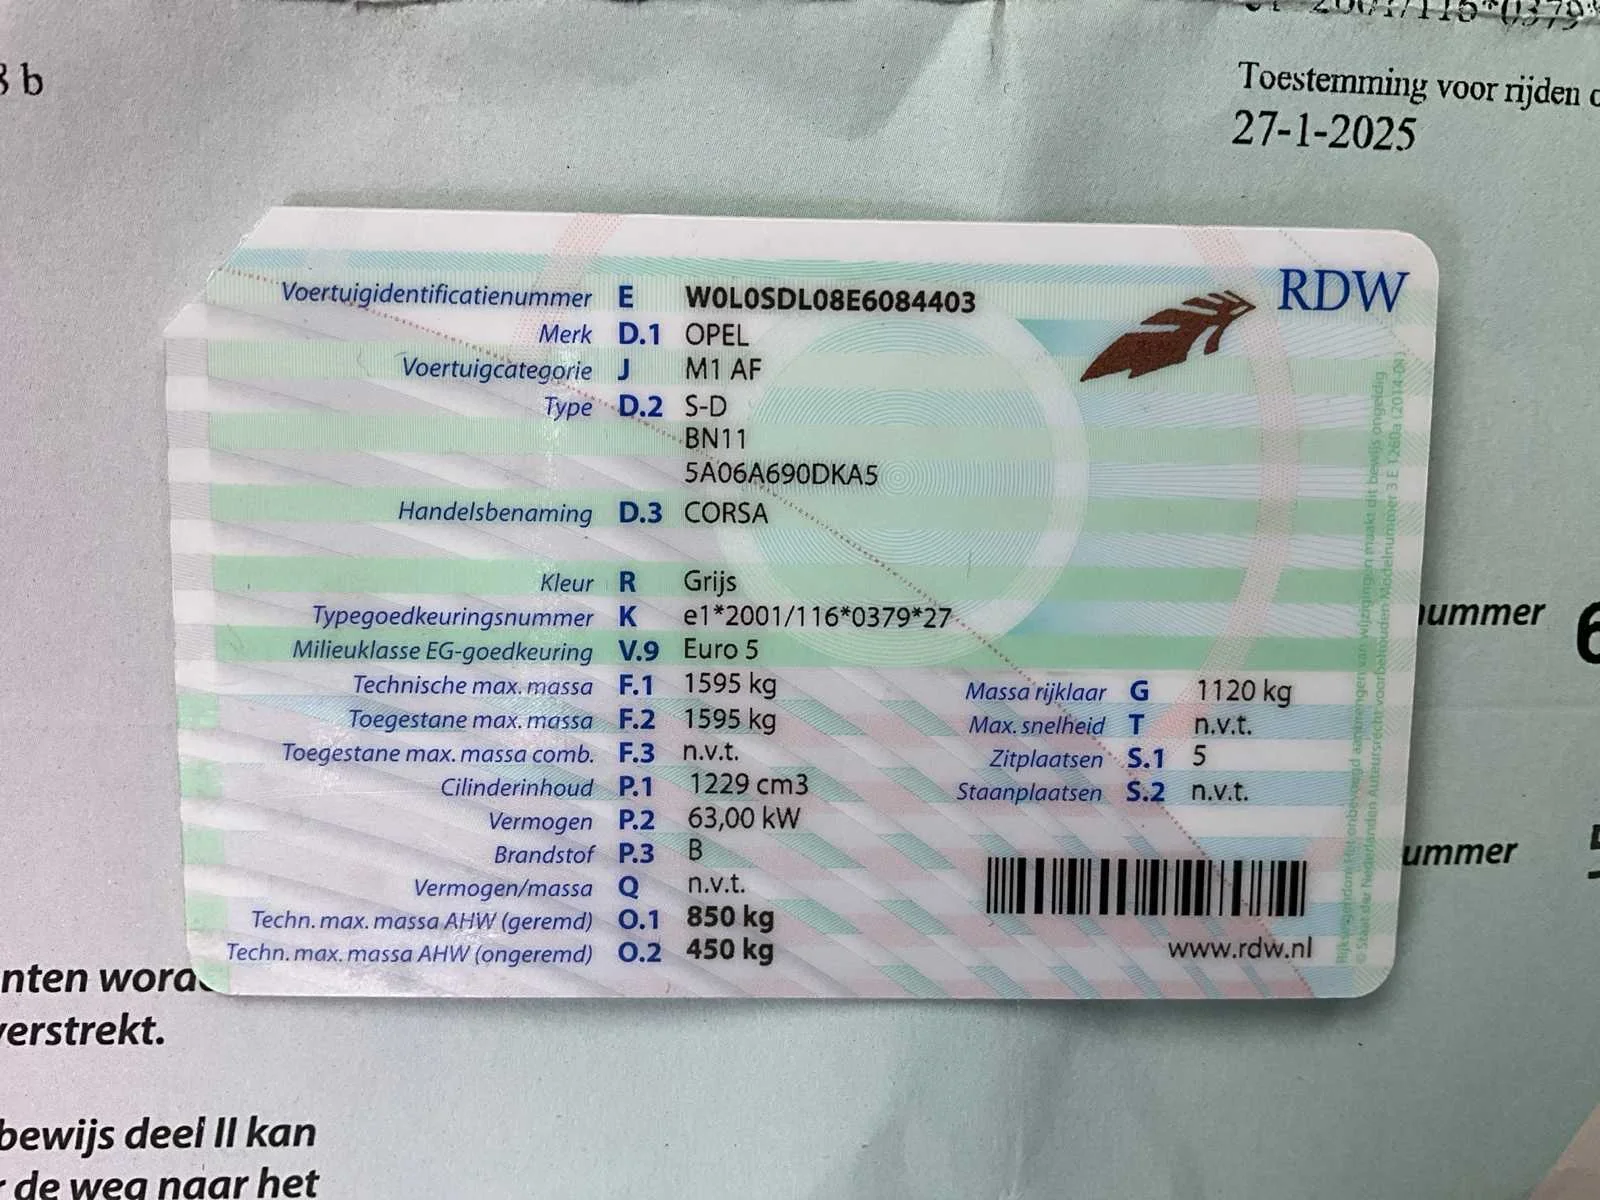 8 b
Toestemming voor rijden
27-1-2025
RDW
Voertuigidentificatienummer E W0L0SDL08E6084403
Merk D.1 OPEL
Voertuigcategorie J M1 AF
Type D.2 S-D
BN11
5A06A690DKA5
Handelsbenaming D.3 CORSA
Kleur R Grijs
Typegoedkeuringsnummer K e1*2001/116*0379*27
Milieuklasse EG-goedkeuring V.9 Euro 5
Technische max. massa F.1 1595 kg
Toegestane max. massa F.2 1595 kg
Toegestane max. massa comb. F.3 n.v.t.
Cilinderinhoud P.1 1229 cm3
Vermogen P.2 63,00 kW
Brandstof P.3 B
Vermogen/massa Q n.v.t.
Techn. max. massa AHW (geremd) O.1 850 kg
Techn. max. massa AHW (ongeremd) O.2 450 kg
Massa rijklaar G 1120 kg
Max. snelheid T n.v.t.
Zitplaatsen S.1 5
Staanplaatsen S.2 n.v.t.
www.rdw.nl
nummer 6
ummer
nten
verstrekt.
bewijs deel II kan
de weg naar het